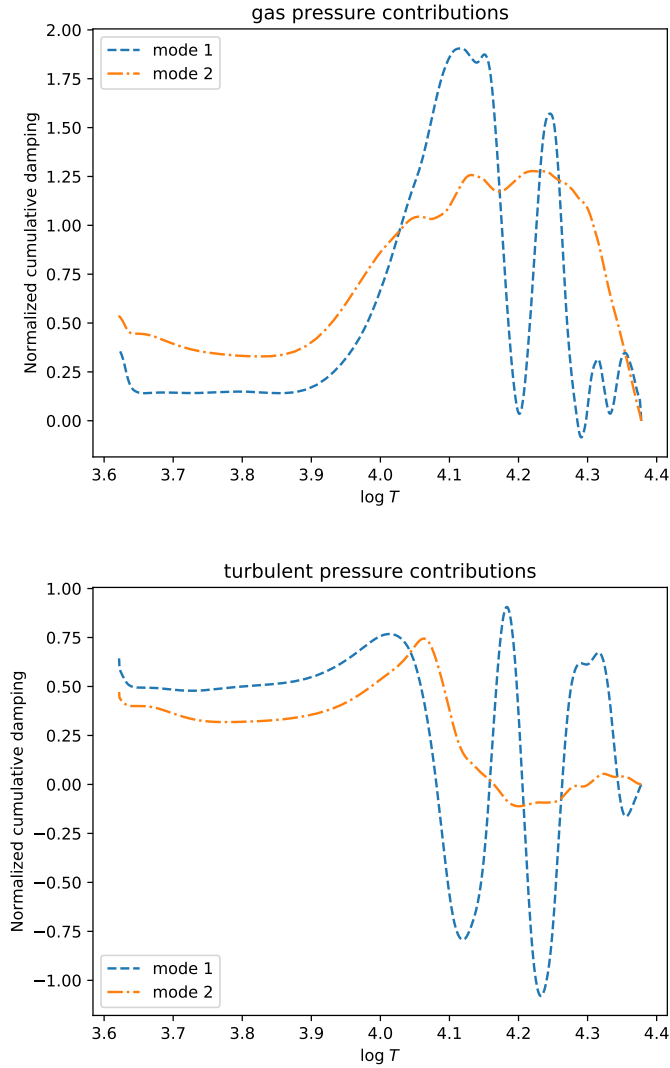 gas pressure contributions
2.00
1.75
1.50
1.25
1.00
0.75
0.50
0.25
0.00
Normalized cumulative damping
mode 1
mode 2
3.6 3.7 3.8 3.9 4.0 4.1 4.2 4.3 4.4
log T
turbulent pressure contributions
1.00
0.75
0.50
0.25
0.00
−0.25
−0.50
−0.75
−1.00
Normalized cumulative damping
mode 1
mode 2
3.6 3.7 3.8 3.9 4.0 4.1 4.2 4.3 4.4
log T